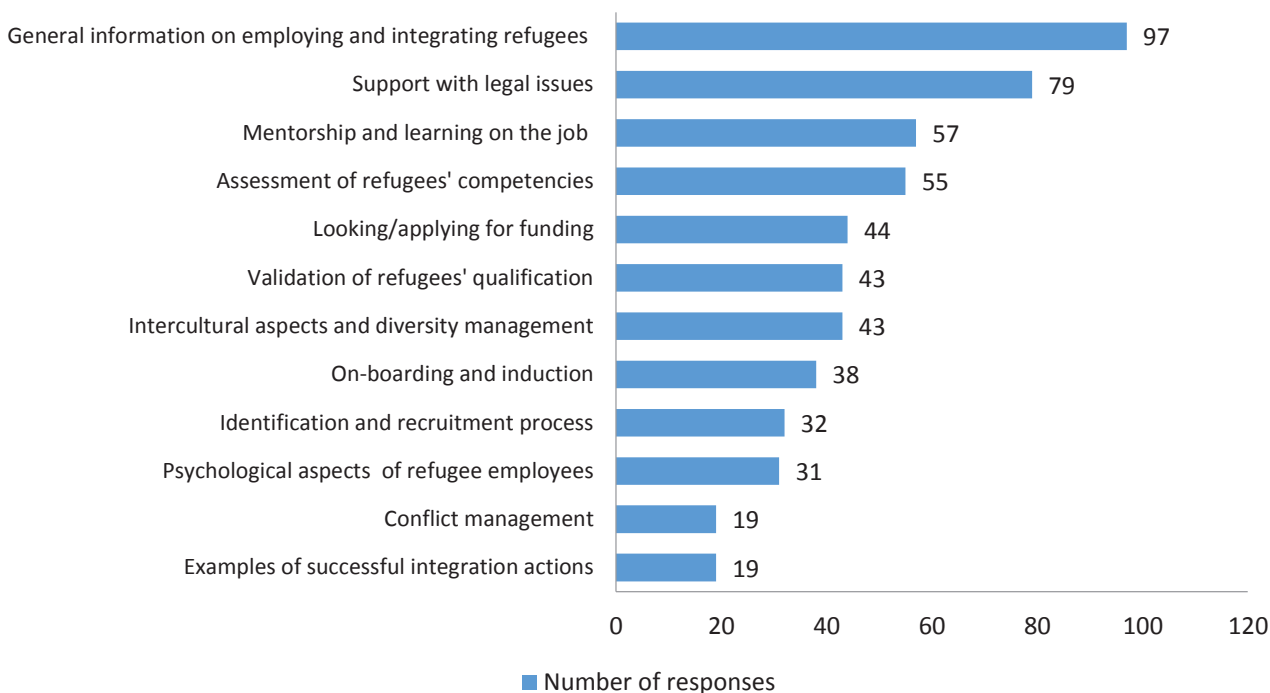 General information on employing and integrating refugees 97
Support with legal issues 79
Mentorship and learning on the job 57
Assessment of refugees' competencies 55
Looking/applying for funding 44
Validation of refugees' qualification 43
Intercultural aspects and diversity management 43
On-boarding and induction 38
Identification and recruitment process 32
Psychological aspects of refugee employees 31
Conflict management 19
Examples of successful integration actions 19
0 20 40 60 80 100 120
Number of responses